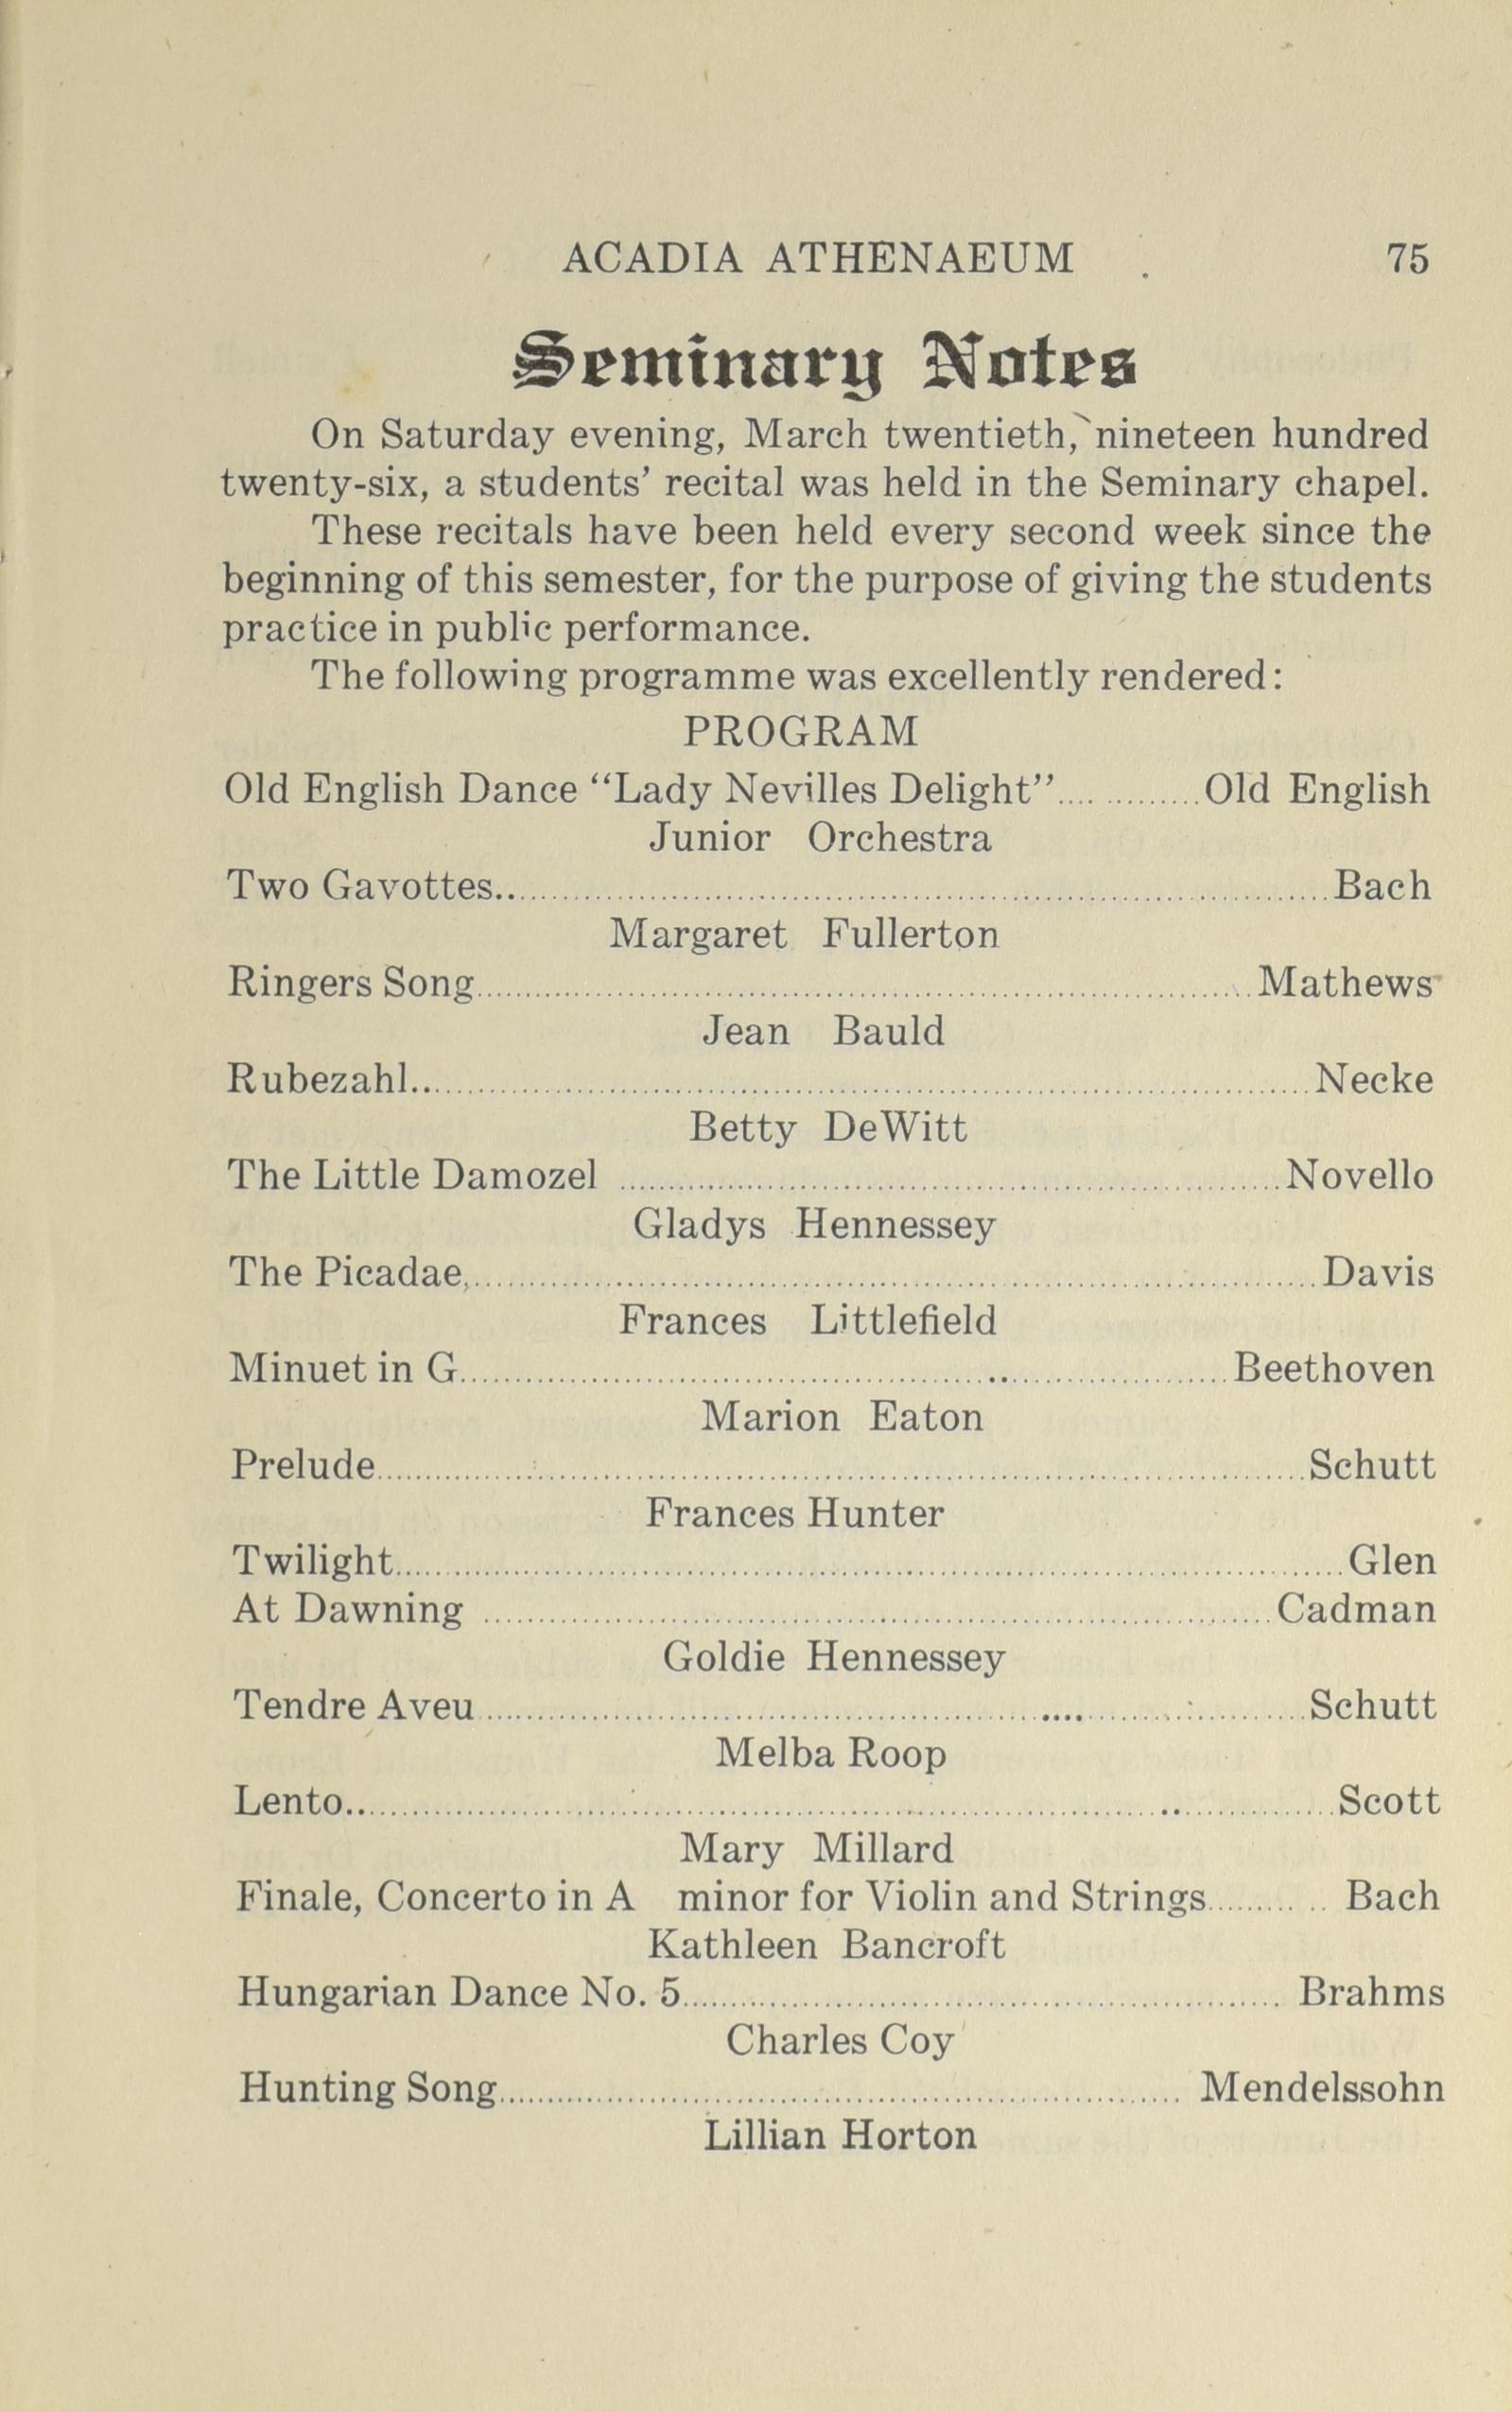 ACADIA ATHENAEUM 75
Seminary Notes
On Saturday evening, March twentieth, nineteen hundred
twenty-six, a students' recital was held in the Seminary chapel.
These recitals have been held every second week since the
beginning of this semester, for the purpose of giving the students
practice in public performance.
The following programme was excellently rendered:
PROGRAM
Old English Dance "Lady Nevilles Delight"..............Old English
Junior Orchestra
Two Gavottes..............Bach
Margaret Fullerton
Ringers Song..............Mathews
Jean Bauld
Rubezahl..............Necke
Betty DeWitt
The Little Damozel ..............Novello
Gladys Hennessey
The Picadae..............Davis
Frances Littlefield
Minuet in G..............Beethoven
Marion Eaton
Prelude..............Schutt
Frances Hunter
Twilight..............Glen
At Dawning ..............Cadman
Goldie Hennessey
Tendre Aveu..............Schutt
Melba Roop
Lento..............Scott
Mary Millard
Finale, Concerto in A minor for Violin and Strings.......... Bach
Kathleen Bancroft
Hungarian Dance No. 5.............. Brahms
Charles Coy
Hunting Song.............. Mendelssohn
Lillian Horton